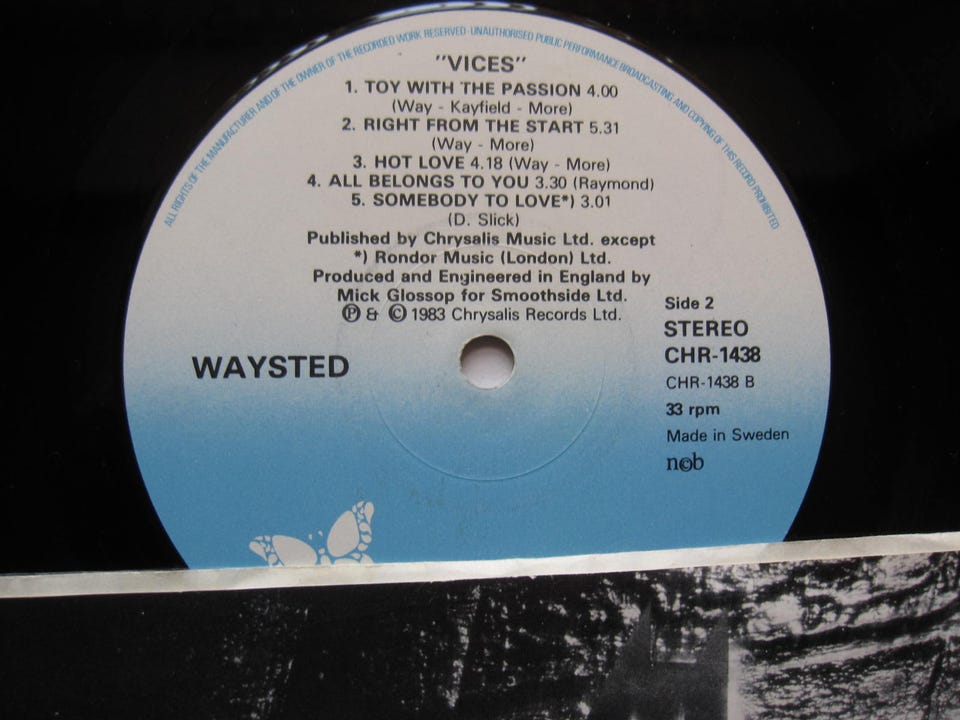 ALL RIGHTS OF THE MANUFACTURER AND OF THE OWNER OF THE RECORDED WORK RESERVED · UNAUTHORISED PUBLIC PERFORMANCE BROADCASTING AND COPYING OF THIS RECORD PROHIBITED
"VICES"
1. TOY WITH THE PASSION 4.00
(Way - Kayfield - More)
2. RIGHT FROM THE START 5.31
(Way - More)
3. HOT LOVE 4.18 (Way - More)
4. ALL BELONGS TO YOU 3.30 (Raymond)
5. SOMEBODY TO LOVE*) 3.01
(D. Slick)
Published by Chrysalis Music Ltd. except
*) Rondor Music (London) Ltd.
Produced and Engineered in England by
Mick Glossop for Smoothside Ltd.
Ⓟ & © 1983 Chrysalis Records Ltd.
WAYSTED
Side 2
STEREO
CHR-1438
CHR-1438 B
33 rpm
Made in Sweden
n©b